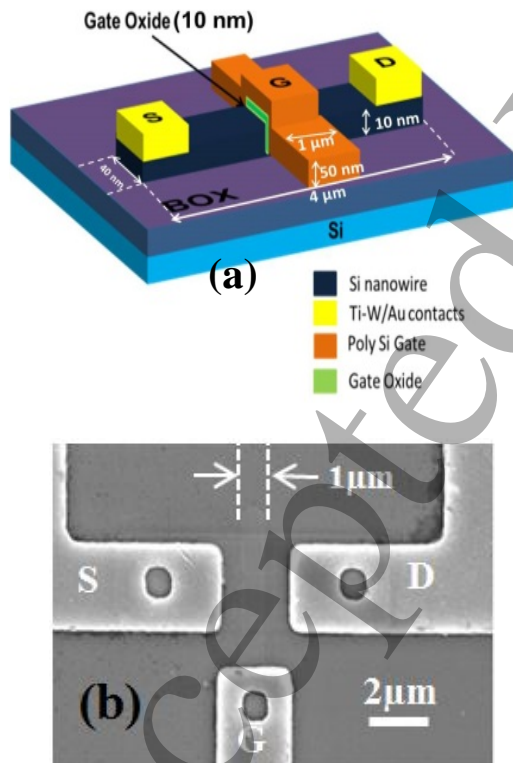 Gate Oxide (10 nm)
S
G
D
10 nm
1 μm
50 nm
40 nm
4 μm
BOX
Si
(a)
Si nanowire
Ti-W/Au contacts
Poly Si Gate
Gate Oxide
1μm
S
D
(b)
G
2μm
cepted